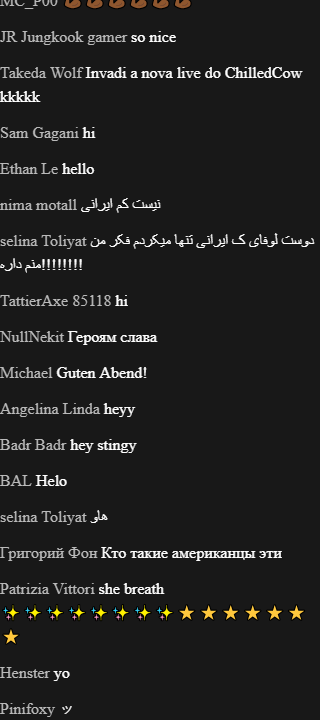 MC_P00 💪🏾💪🏾💪🏾💪🏾💪🏾💪🏾
JR Jungkook gamer so nice
Takeda Wolf Invadi a nova live do ChilledCow
kkkkk
Sam Gagani hi
Ethan Le hello
nima motall نیست کم ایرانی
selina Toliyat دوست لوفای ک ایرانی تنها میکردم فکر من
منم داره!!!!!!!!
TattierAxe 85118 hi
NullNekit Героям слава
Michael Guten Abend!
Angelina Linda heyy
Badr Badr hey stingy
BAL Helo
selina Toliyat هلو
Григорий Фон Кто такие американцы эти
Patrizia Vittori she breath
✨✨✨✨✨✨✨✨⭐⭐⭐⭐⭐⭐
⭐
Henster yo
Pinifoxy ッ